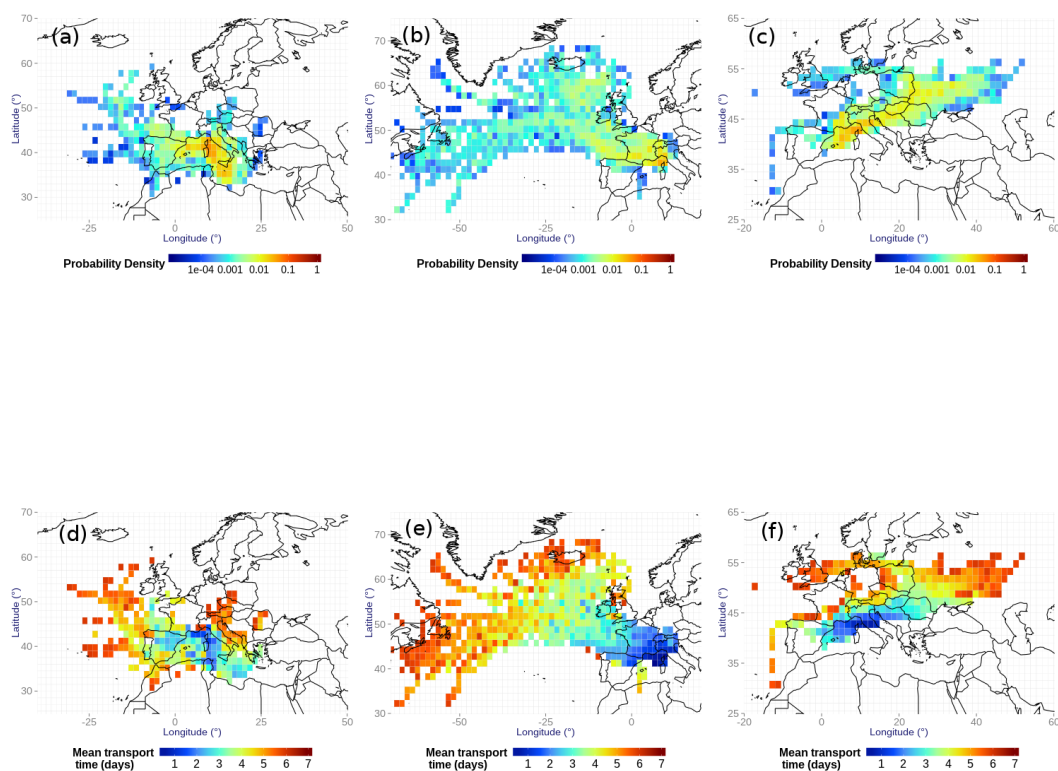 (a) (b) (c)
70 65
60 70 55
50 60 45
40 50 35
30 40 25
30
-25 0 25 50 -50 -25 0 -20 0 20 40 60
Longitude (°) Longitude (°) Longitude (°)
Latitude (°) Latitude (°) Latitude (°)
Probability Density 1e-04 0.001 0.01 0.1 1 Probability Density 1e-04 0.001 0.01 0.1 1 Probability Density 1e-04 0.001 0.01 0.1 1
(d) (e) (f)
70 65
60 70 55
50 60 45
40 50 35
30 40 25
30
-25 0 25 50 -50 -25 0 -20 0 20 40 60
Longitude (°) Longitude (°) Longitude (°)
Latitude (°) Latitude (°) Latitude (°)
Mean transport Mean transport Mean transport
time (days) 1 2 3 4 5 6 7 time (days) 1 2 3 4 5 6 7 time (days) 1 2 3 4 5 6 7